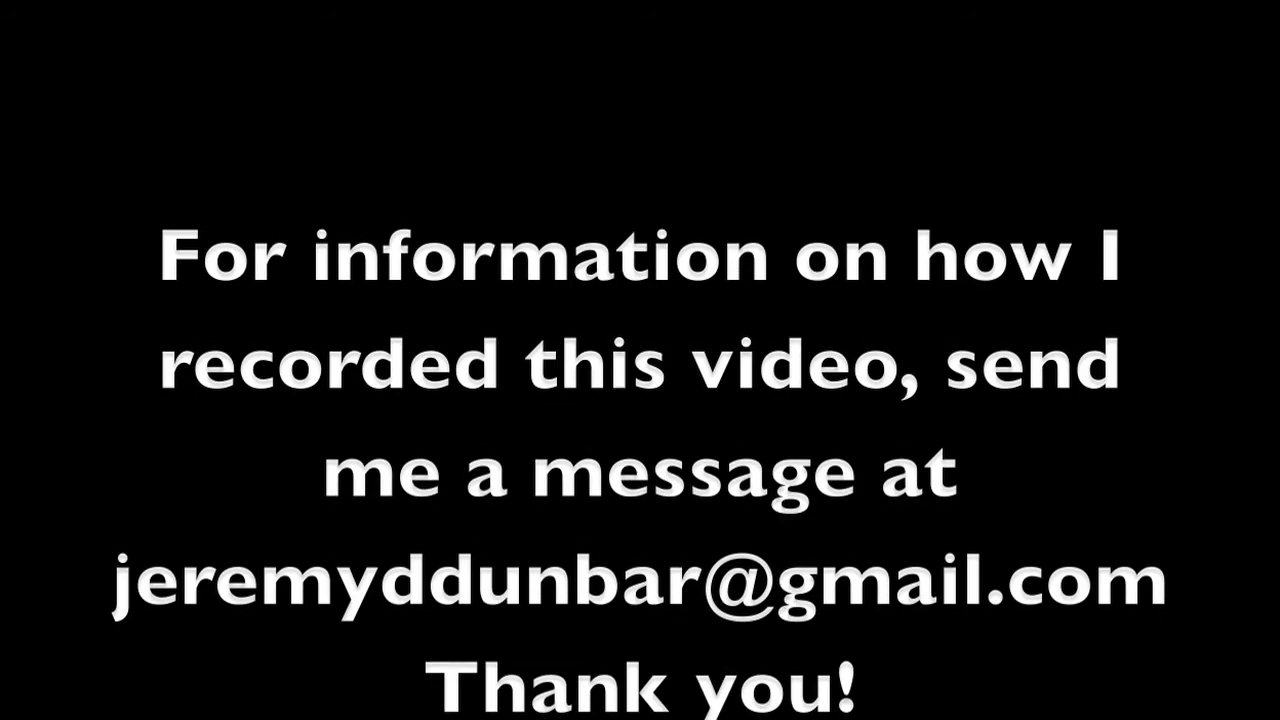 For information on how I
recorded this video, send
me a message at
jeremyddunbar@gmail.com
Thank you!